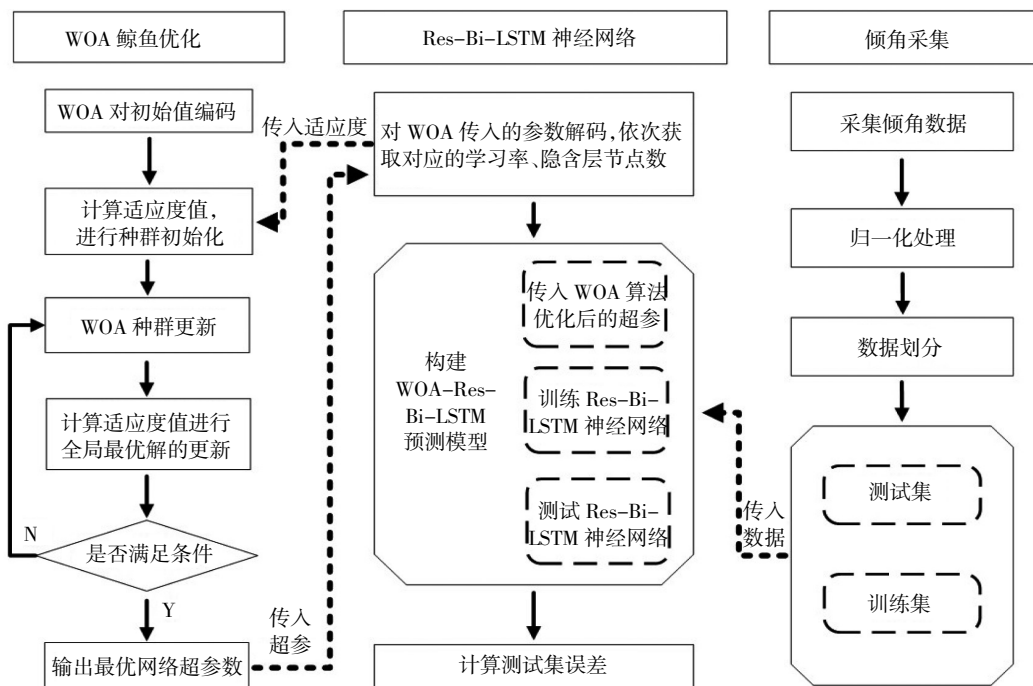 WOA 鲸鱼优化
WOA 对初始值编码
计算适应度值,
进行种群初始化
WOA 种群更新
计算适应度值进行
全局最优解的更新
是否满足条件
N
Y
输出最优网络超参数
传入适应度
传入
超参
Res-Bi-LSTM 神经网络
对 WOA 传入的参数解码,依次获
取对应的学习率、隐含层节点数
构建
WOA-Res-
Bi-LSTM
预测模型
传入 WOA 算法
优化后的超参
训练 Res-Bi-
LSTM 神经网络
测试 Res-Bi-
LSTM 神经网络
计算测试集误差
传入
数据
倾角采集
采集倾角数据
归一化处理
数据划分
测试集
训练集